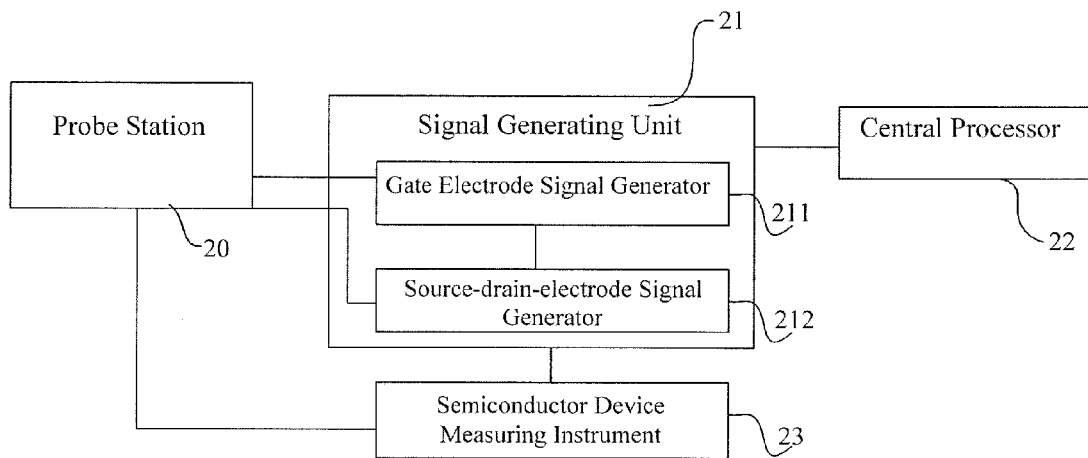 21
Probe Station
Signal Generating Unit
Central Processor
Gate Electrode Signal Generator
211
20
22
Source-drain-electrode Signal
Generator
212
Semiconductor Device
Measuring Instrument
23